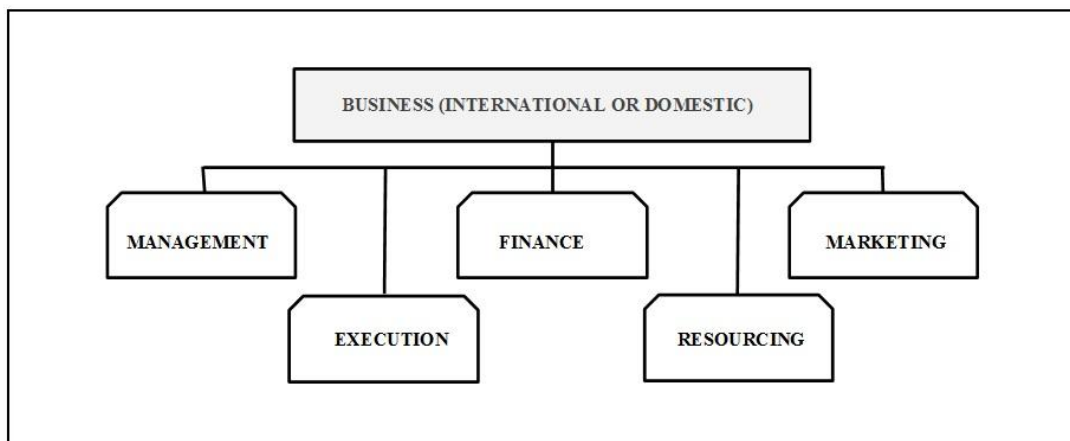 BUSINESS (INTERNATIONAL OR DOMESTIC)
MANAGEMENT
FINANCE
MARKETING
EXECUTION
RESOURCING